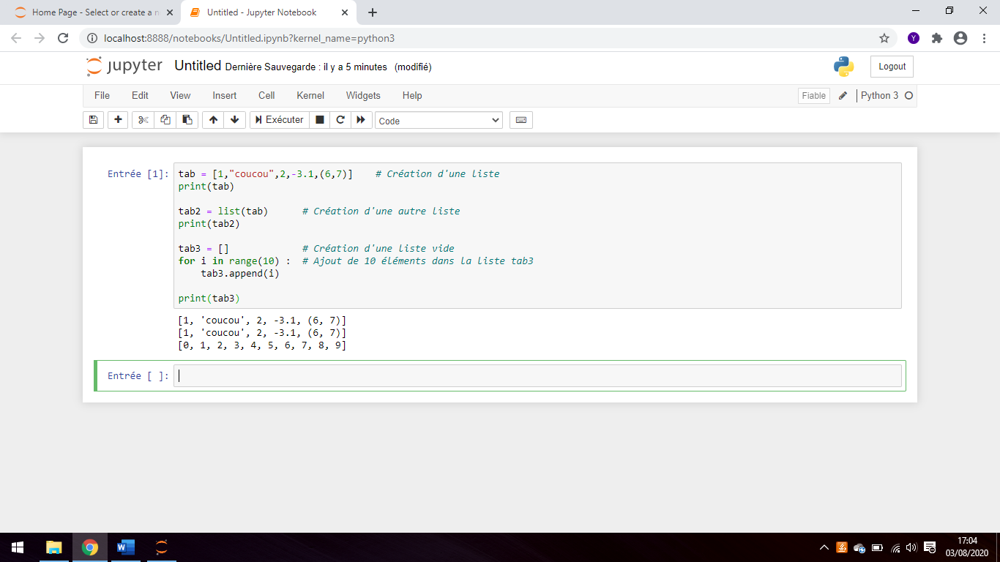 Home Page - Select or create a n
Untitled - Jupyter Notebook
localhost:8888/notebooks/Untitled.ipynb?kernel_name=python3
Y
jupyter Untitled Dernière Sauvegarde : il y a 5 minutes (modifié)
Logout
File Edit View Insert Cell Kernel Widgets Help
Fiable Python 3
Exécuter Code
Entrée [1]: tab = [1,"coucou",2,-3.1,(6,7)]    # Création d'une liste
print(tab)
tab2 = list(tab)      # Création d'une autre liste
print(tab2)
tab3 = []             # Création d'une liste vide
for i in range(10) :  # Ajout de 10 éléments dans la liste tab3
    tab3.append(i)
print(tab3)
[1, 'coucou', 2, -3.1, (6, 7)]
[1, 'coucou', 2, -3.1, (6, 7)]
[0, 1, 2, 3, 4, 5, 6, 7, 8, 9]
Entrée [ ]:
W
17:04
03/08/2020